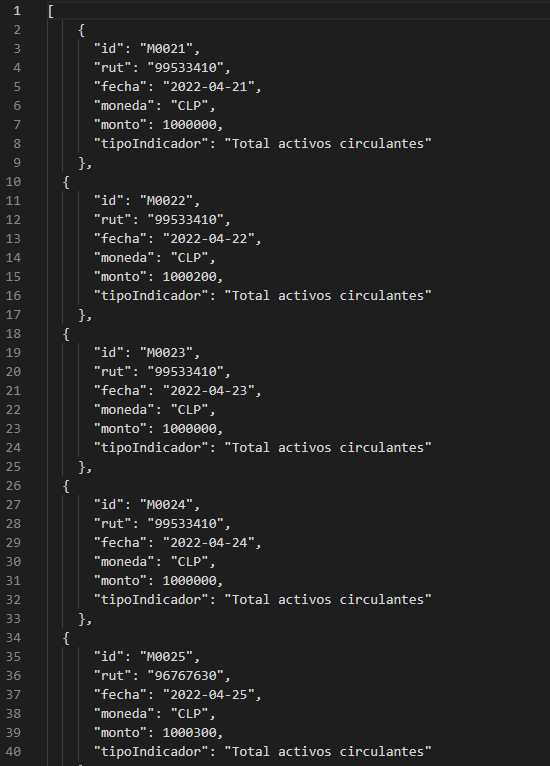 1 [
2 {
3 "id": "M0021",
4 "rut": "99533410",
5 "fecha": "2022-04-21",
6 "moneda": "CLP",
7 "monto": 1000000,
8 "tipoIndicador": "Total activos circulantes"
9 },
10 {
11 "id": "M0022",
12 "rut": "99533410",
13 "fecha": "2022-04-22",
14 "moneda": "CLP",
15 "monto": 1000200,
16 "tipoIndicador": "Total activos circulantes"
17 },
18 {
19 "id": "M0023",
20 "rut": "99533410",
21 "fecha": "2022-04-23",
22 "moneda": "CLP",
23 "monto": 1000000,
24 "tipoIndicador": "Total activos circulantes"
25 },
26 {
27 "id": "M0024",
28 "rut": "99533410",
29 "fecha": "2022-04-24",
30 "moneda": "CLP",
31 "monto": 1000000,
32 "tipoIndicador": "Total activos circulantes"
33 },
34 {
35 "id": "M0025",
36 "rut": "96767630",
37 "fecha": "2022-04-25",
38 "moneda": "CLP",
39 "monto": 1000300,
40 "tipoIndicador": "Total activos circulantes"